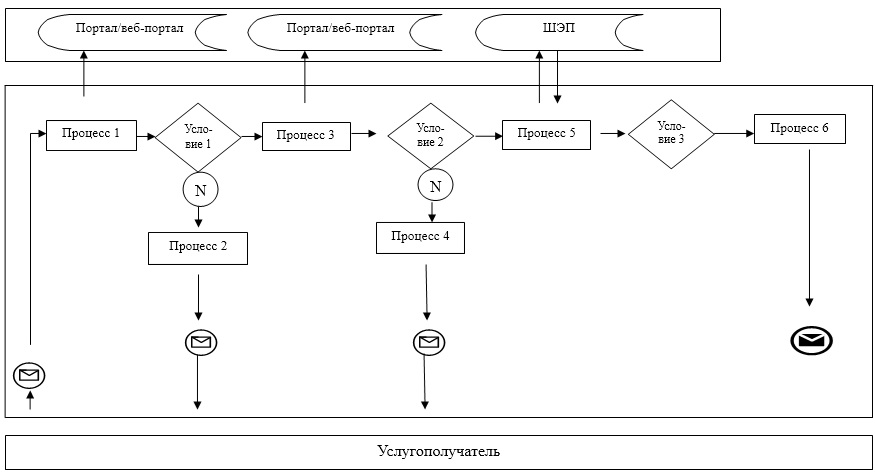 Портал/веб-портал
Портал/веб-портал
ШЭП
Процесс 1
Усло-
вие 1
Процесс 3
Усло-
вие 2
Процесс 5
Усло-
вие 3
Процесс 6
N
N
Процесс 2
Процесс 4
Услугополучатель